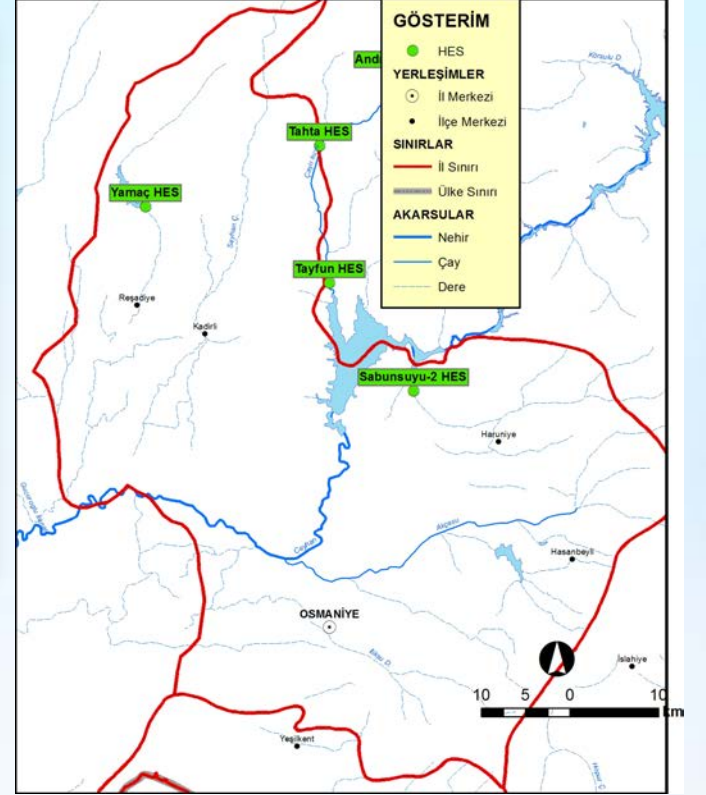 GÖSTERİM
HES
YERLEŞİMLER
İl Merkezi
İlçe Merkezi
SINIRLAR
İl Sınırı
Ülke Sınırı
AKARSULAR
Nehir
Çay
Dere
Andı
Tahta HES
Yamaç HES
Tayfun HES
Reşadiye
Kadirli
Sabunsuyu-2 HES
Haruniye
Ceyhan
Akçasu
Hasanbeyli
OSMANİYE
İslahiye
Yeşilkent
10 5 0 10
km